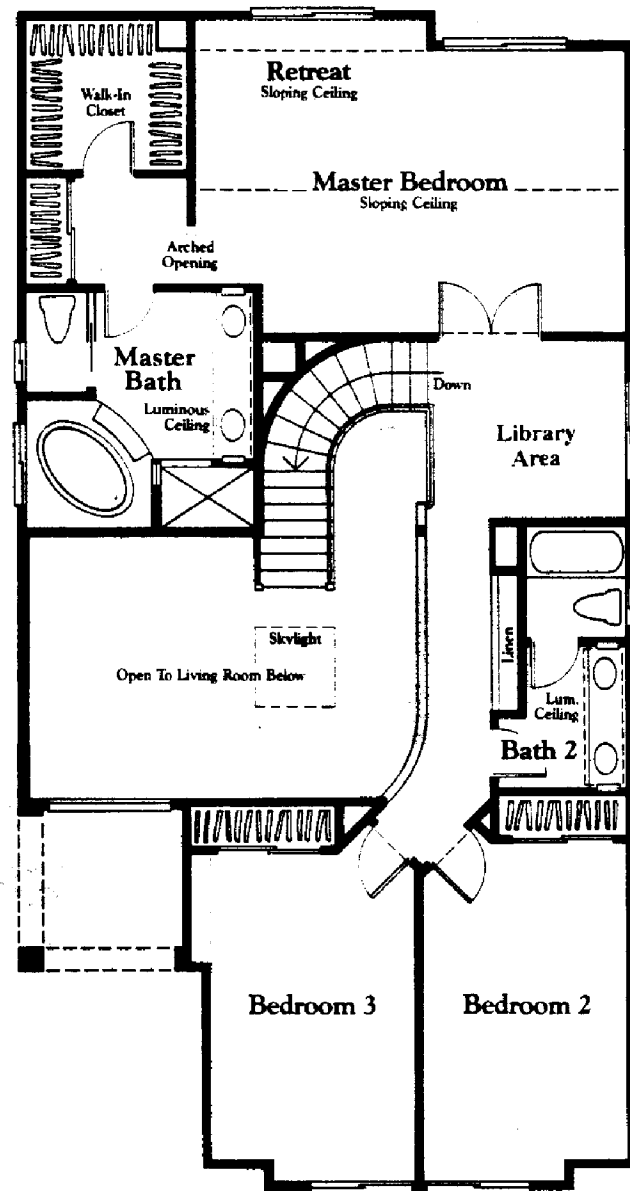 Retreat
Sloping Ceiling
Walk-In
Closet
Master Bedroom
Sloping Ceiling
Arched
Opening
Master
Bath
Luminous
Ceiling
Down
Library
Area
Skylight
Open To Living Room Below
Linen
Lum.
Ceiling
Bath 2
Bedroom 3
Bedroom 2